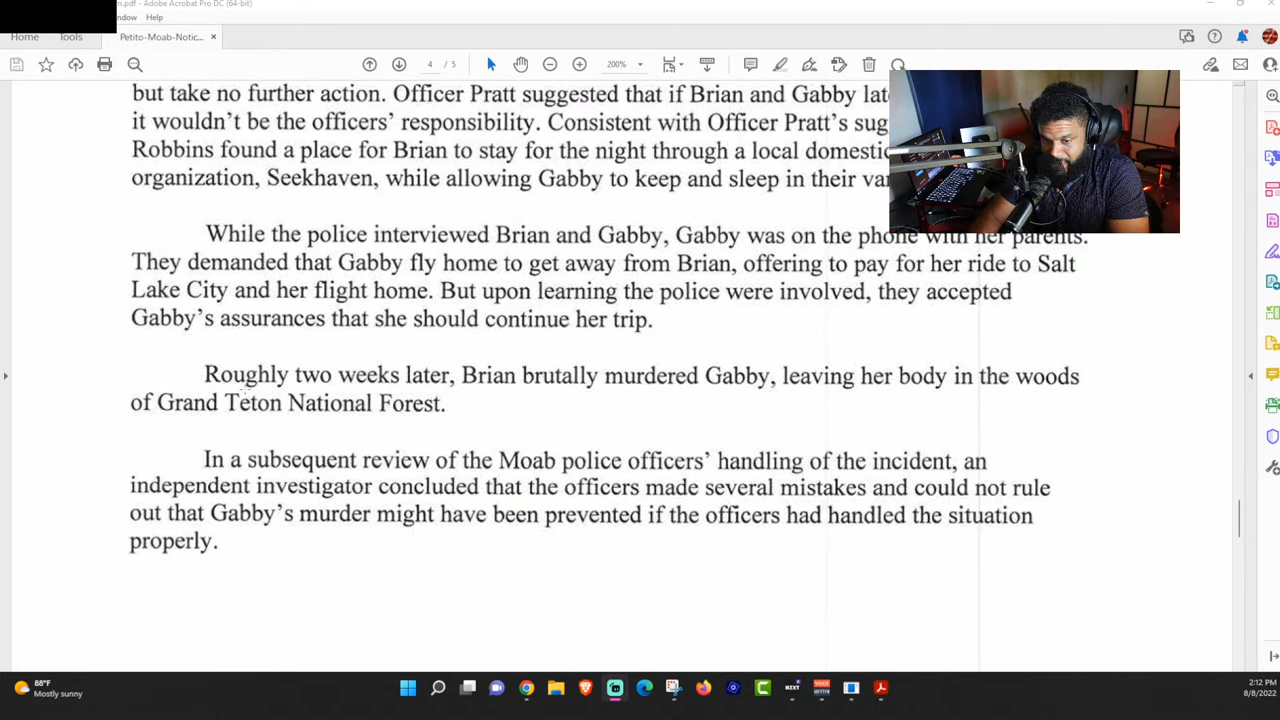 n.pdf - Adobe Acrobat Pro DC (64-bit)
ndow Help
Home Tools Petito-Moab-Notic... ×
4 / 5 200%
but take no further action. Officer Pratt suggested that if Brian and Gabby
it wouldn't be the officers' responsibility. Consistent with Officer Pratt's
Robbins found a place for Brian to stay for the night through a local domestic
organization, Seekhaven, while allowing Gabby to keep and sleep in their
While the police interviewed Brian and Gabby, Gabby was on the phone with her parents.
They demanded that Gabby fly home to get away from Brian, offering to pay for her ride to Salt
Lake City and her flight home. But upon learning the police were involved, they accepted
Gabby's assurances that she should continue her trip.
Roughly two weeks later, Brian brutally murdered Gabby, leaving her body in the woods
of Grand Teton National Forest.
In a subsequent review of the Moab police officers' handling of the incident, an
independent investigator concluded that the officers made several mistakes and could not rule
out that Gabby's murder might have been prevented if the officers had handled the situation
properly.
88°F
Mostly sunny
2:12 PM
8/8/2022